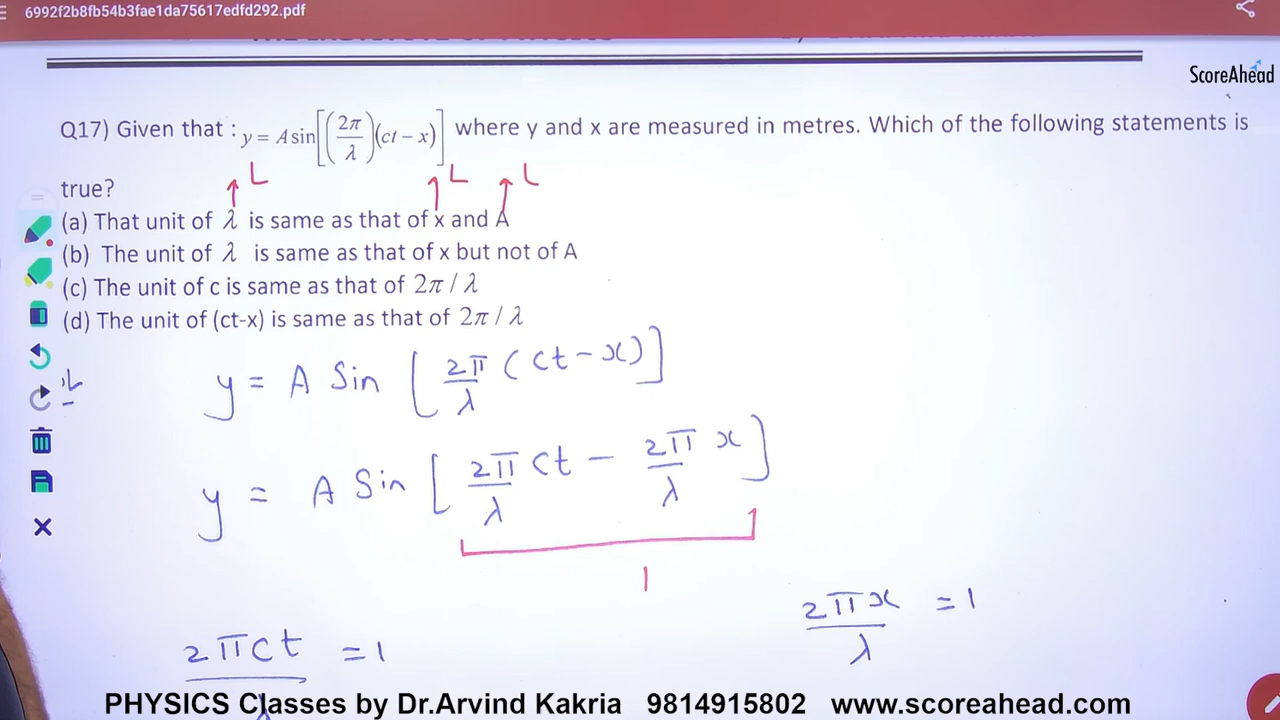 6992f2b8fb54b3fae1da75617edfd292.pdf
ScoreAhead
Q17) Given that : y = A sin[(2π/λ)(ct − x)] where y and x are measured in metres. Which of the following statements is
true?
L L L
(a) That unit of λ is same as that of x and A
(b) The unit of λ is same as that of x but not of A
(c) The unit of c is same as that of 2π / λ
(d) The unit of (ct-x) is same as that of 2π / λ
y = A Sin [ 2π/λ (ct − x) ]
y = A Sin [ 2π/λ ct − 2π/λ x ]
1
2πx/λ = 1
2πct/λ = 1
PHYSICS Classes by Dr.Arvind Kakria 9814915802 www.scoreahead.com